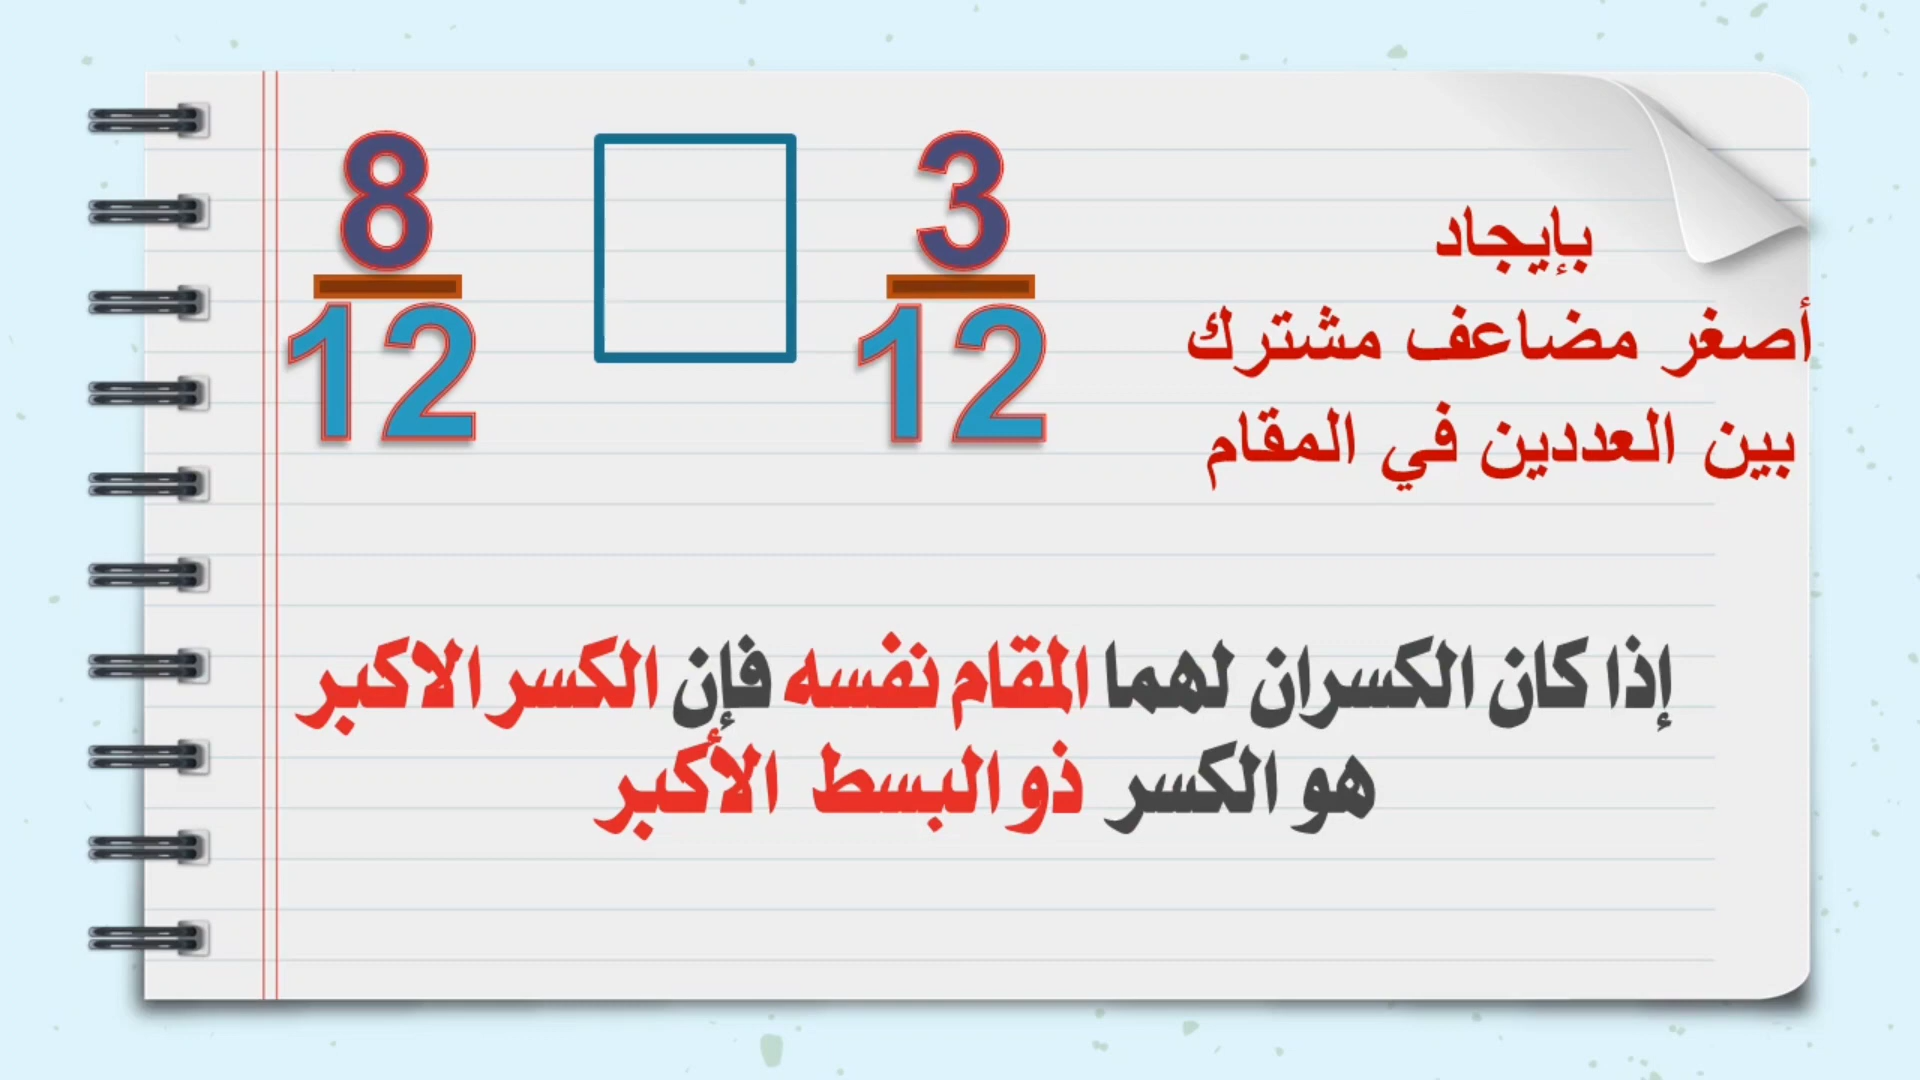 8 3
12 12
بإيجاد
أصغر مضاعف مشترك
بين العددين في المقام
إذا كان الكسران لهما المقام نفسه فإن الكسر الاكبر
هو الكسر ذو البسط الأكبر